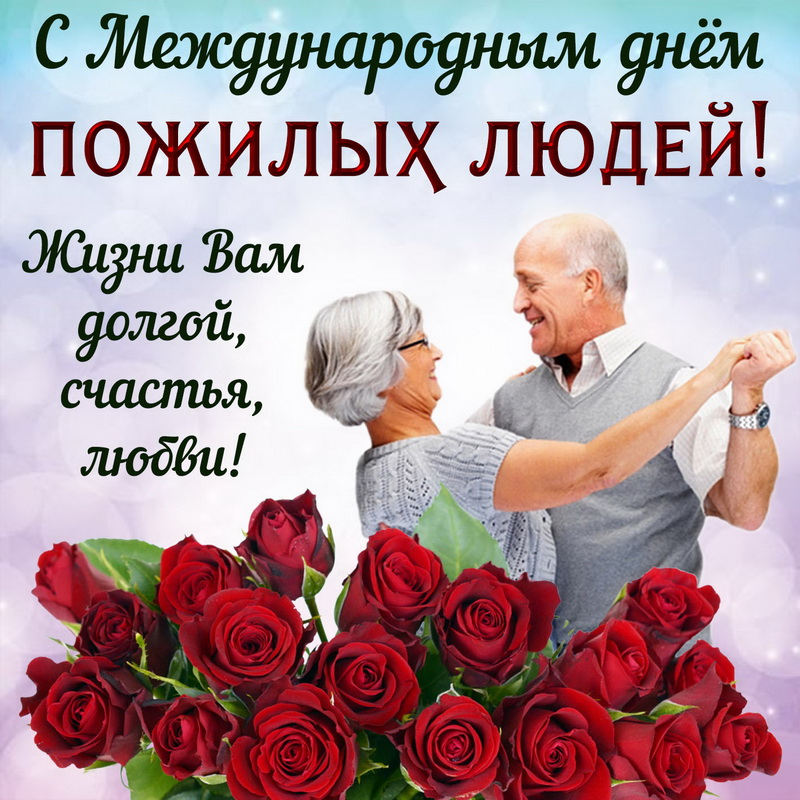 С Международным днём
ПОЖИЛЫХ ЛЮДЕЙ!
Жизни Вам
долгой,
счастья,
любви!